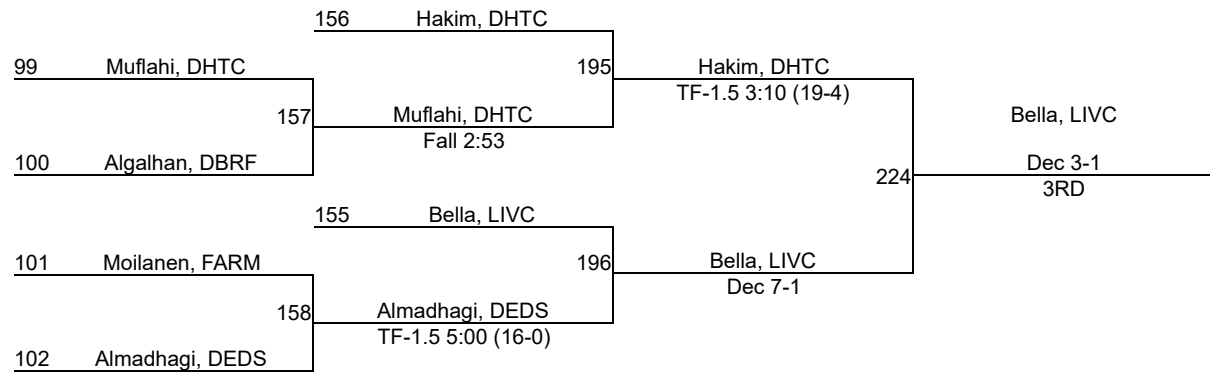 156 Hakim, DHTC
99 Muflahi, DHTC
195 Hakim, DHTC
TF-1.5 3:10 (19-4)
157 Muflahi, DHTC
Fall 2:53
Bella, LIVC
100 Algalhan, DBRF
224 Dec 3-1
3RD
155 Bella, LIVC
101 Moilanen, FARM
196 Bella, LIVC
Dec 7-1
158 Almadhagi, DEDS
TF-1.5 5:00 (16-0)
102 Almadhagi, DEDS